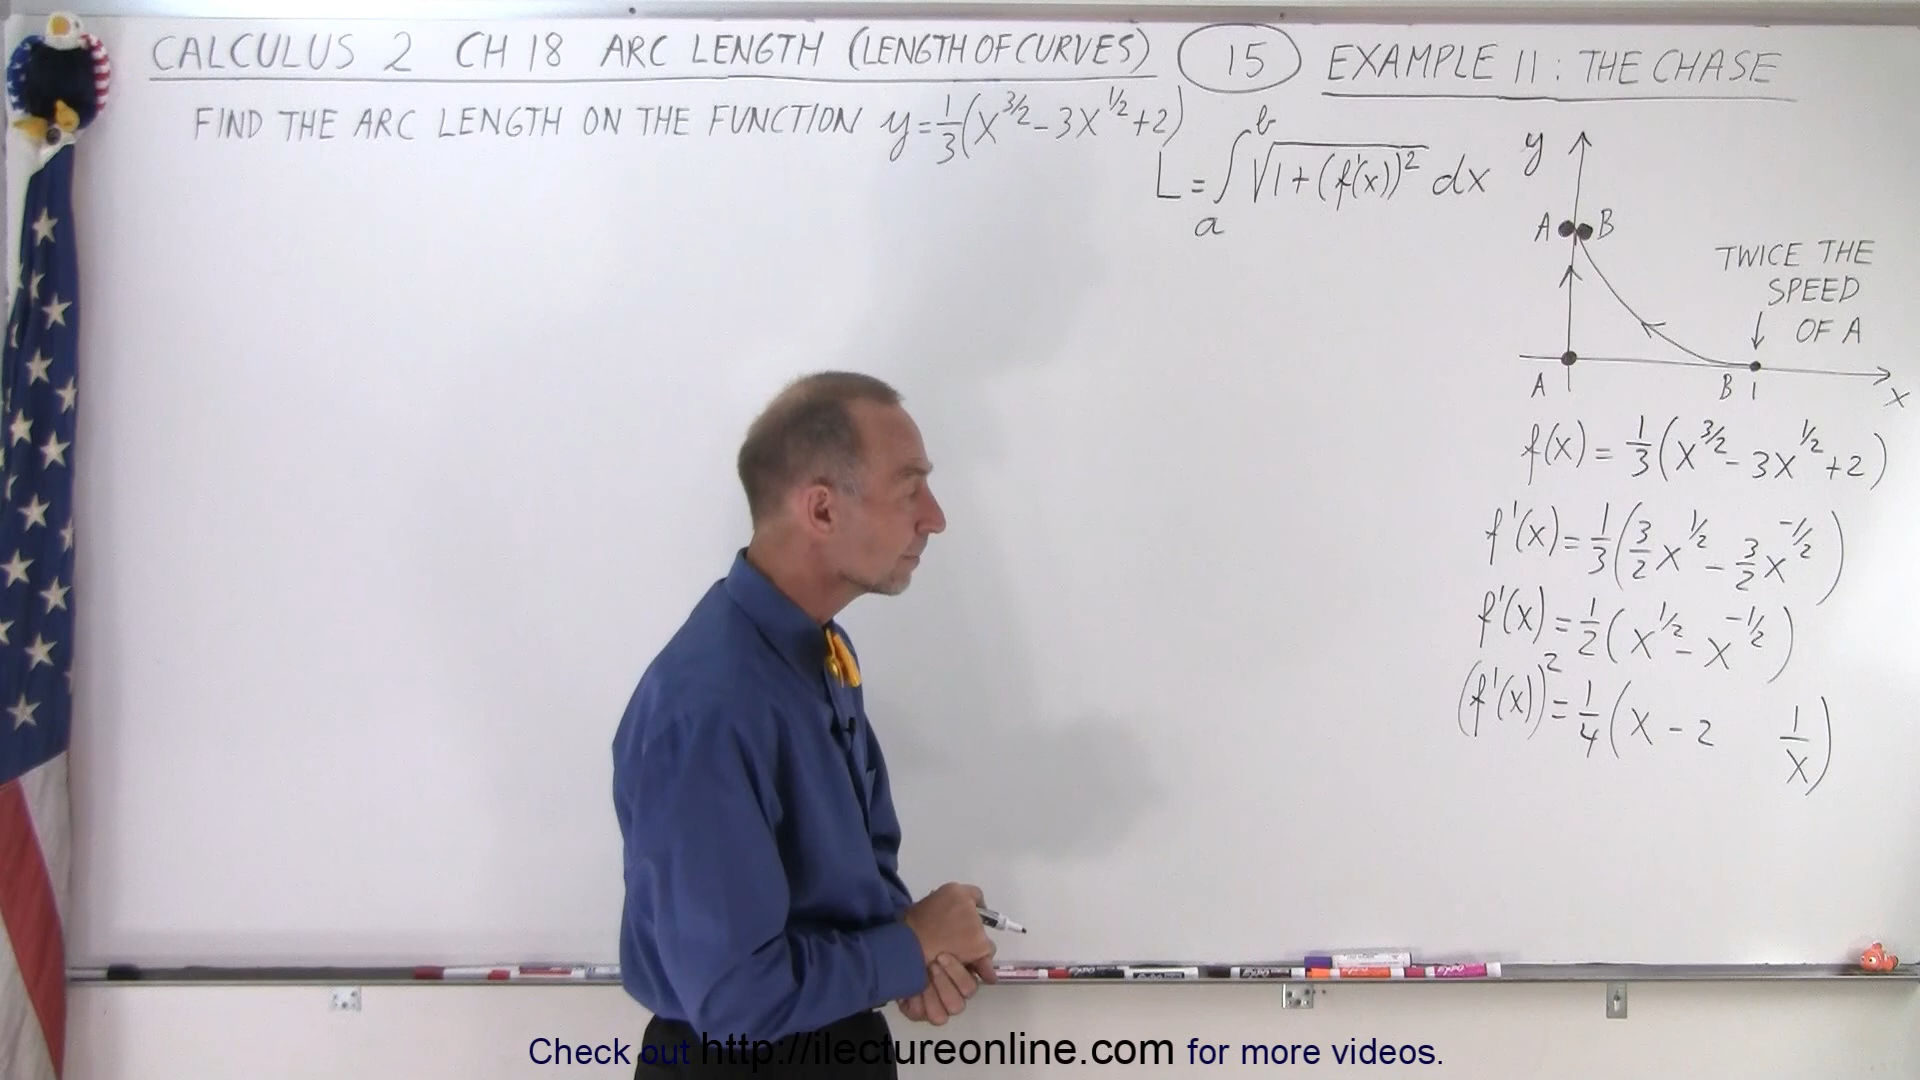 CALCULUS 2 CH 18 ARC LENGTH (LENGTH OF CURVES) 15 EXAMPLE 11: THE CHASE
FIND THE ARC LENGTH ON THE FUNCTION y = 1/3(x^3/2 - 3x^1/2 + 2)
L = ∫ₐᵇ √(1 + (f'(x))²) dx
y
A B
TWICE THE
SPEED
OF A
A B 1 x
f(x) = 1/3(x^3/2 - 3x^1/2 + 2)
f'(x) = 1/3(3/2 x^1/2 - 3/2 x^-1/2)
f'(x) = 1/2(x^1/2 - x^-1/2)
(f'(x))² = 1/4(x - 2 1/x)
Check out http://ilectureonline.com for more videos.